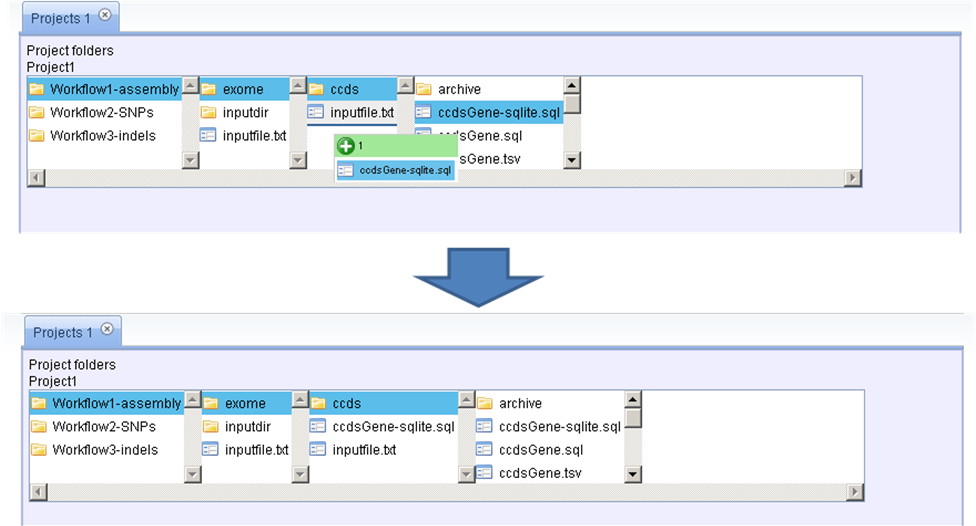 Projects 1
Project folders
Project1
Workflow1-assembly exome ccds archive
Workflow2-SNPs inputdir inputfile.txt ccdsGene-sqlite.sql
Workflow3-indels inputfile.txt ccdsGene.sql
1 sGene.tsv
ccdsGene-sqlite.sql
Projects 1
Project folders
Project1
Workflow1-assembly exome ccds archive
Workflow2-SNPs inputdir ccdsGene-sqlite.sql ccdsGene-sqlite.sql
Workflow3-indels inputfile.txt inputfile.txt ccdsGene.sql
ccdsGene.tsv